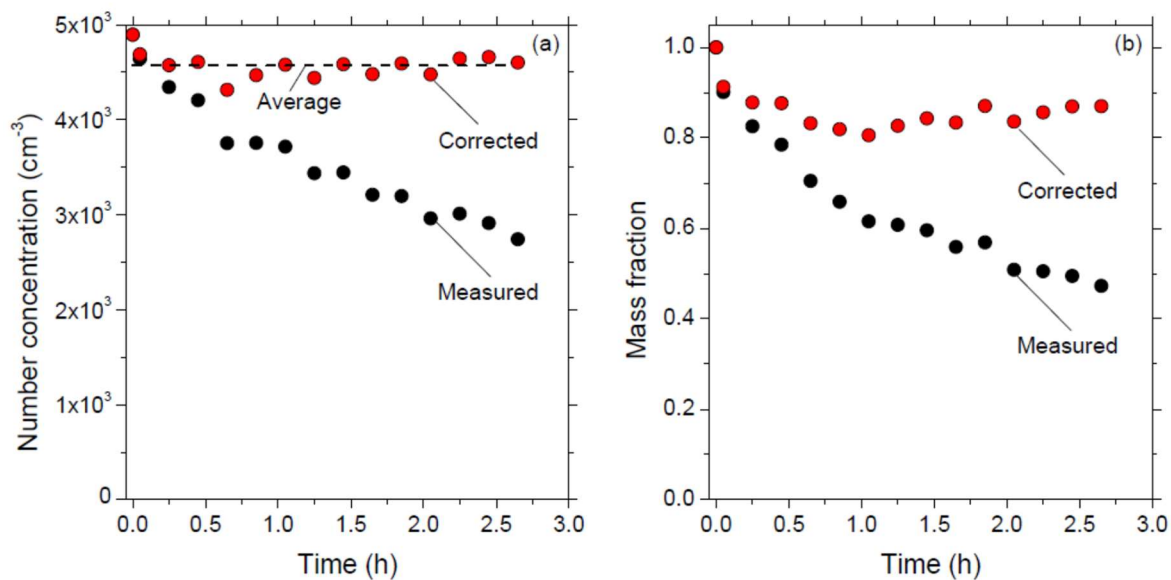 (a)
5x10³
4x10³
3x10³
2x10³
1x10³
0
Number concentration (cm⁻³)
Average
Corrected
Measured
0.0 0.5 1.0 1.5 2.0 2.5 3.0
Time (h)
(b)
1.0
0.8
0.6
0.4
0.2
0.0
Mass fraction
Corrected
Measured
0.0 0.5 1.0 1.5 2.0 2.5 3.0
Time (h)